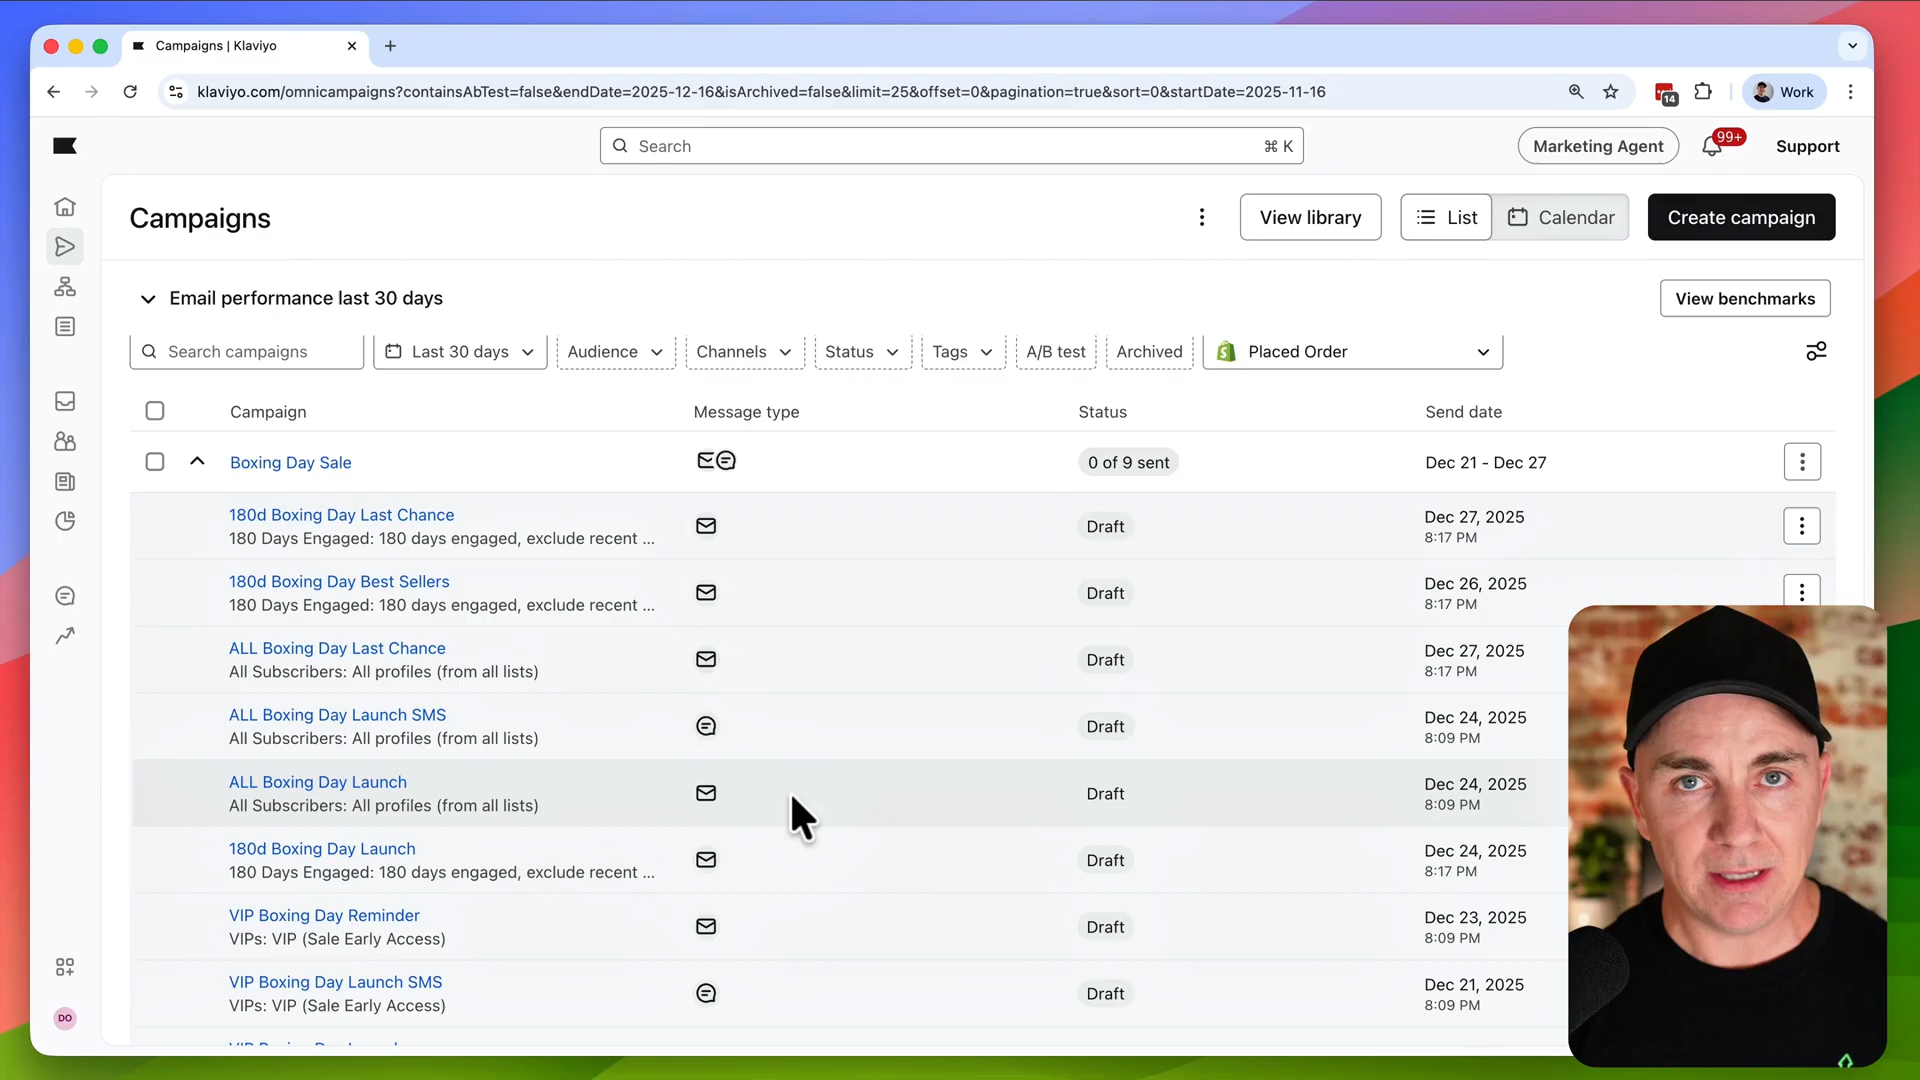 Campaigns | Klaviyo
klaviyo.com/omnicampaigns?containsAbTest=false&endDate=2025-12-16&isArchived=false&limit=25&offset=0&pagination=true&sort=0&startDate=2025-11-16
14
Work
Search
⌘ K
Marketing Agent
99+
Support
Campaigns
View library
List
Calendar
Create campaign
Email performance last 30 days
View benchmarks
Search campaigns
Last 30 days
Audience
Channels
Status
Tags
A/B test
Archived
Placed Order
Campaign
Message type
Status
Send date
Boxing Day Sale
0 of 9 sent
Dec 21 - Dec 27
180d Boxing Day Last Chance
180 Days Engaged: 180 days engaged, exclude recent ...
Draft
Dec 27, 2025
8:17 PM
180d Boxing Day Best Sellers
180 Days Engaged: 180 days engaged, exclude recent ...
Draft
Dec 26, 2025
8:17 PM
ALL Boxing Day Last Chance
All Subscribers: All profiles (from all lists)
Draft
Dec 27, 2025
8:17 PM
ALL Boxing Day Launch SMS
All Subscribers: All profiles (from all lists)
Draft
Dec 24, 2025
8:09 PM
ALL Boxing Day Launch
All Subscribers: All profiles (from all lists)
Draft
Dec 24, 2025
8:09 PM
180d Boxing Day Launch
180 Days Engaged: 180 days engaged, exclude recent ...
Draft
Dec 24, 2025
8:17 PM
VIP Boxing Day Reminder
VIPs: VIP (Sale Early Access)
Draft
Dec 23, 2025
8:09 PM
VIP Boxing Day Launch SMS
VIPs: VIP (Sale Early Access)
Draft
Dec 21, 2025
8:09 PM
DO